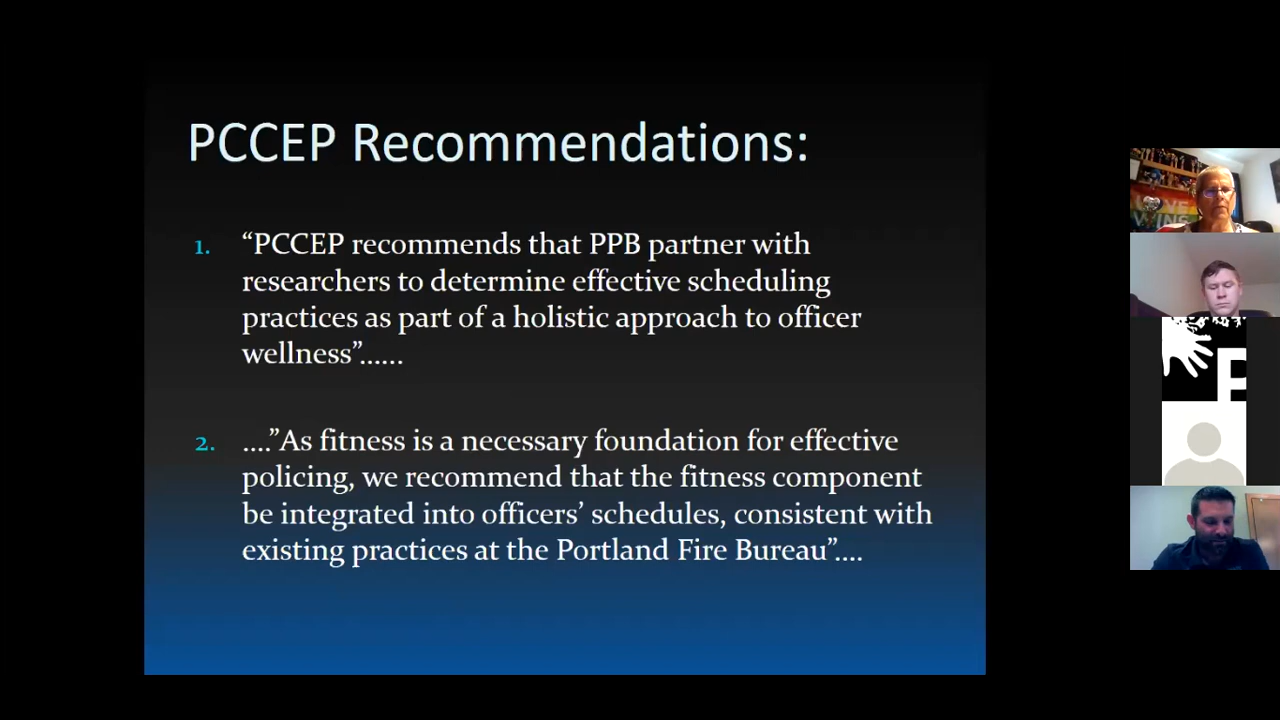 PCCEP Recommendations:
1. “PCCEP recommends that PPB partner with
researchers to determine effective scheduling
practices as part of a holistic approach to officer
wellness”......
2. ....”As fitness is a necessary foundation for effective
policing, we recommend that the fitness component
be integrated into officers’ schedules, consistent with
existing practices at the Portland Fire Bureau”....
WINS
P